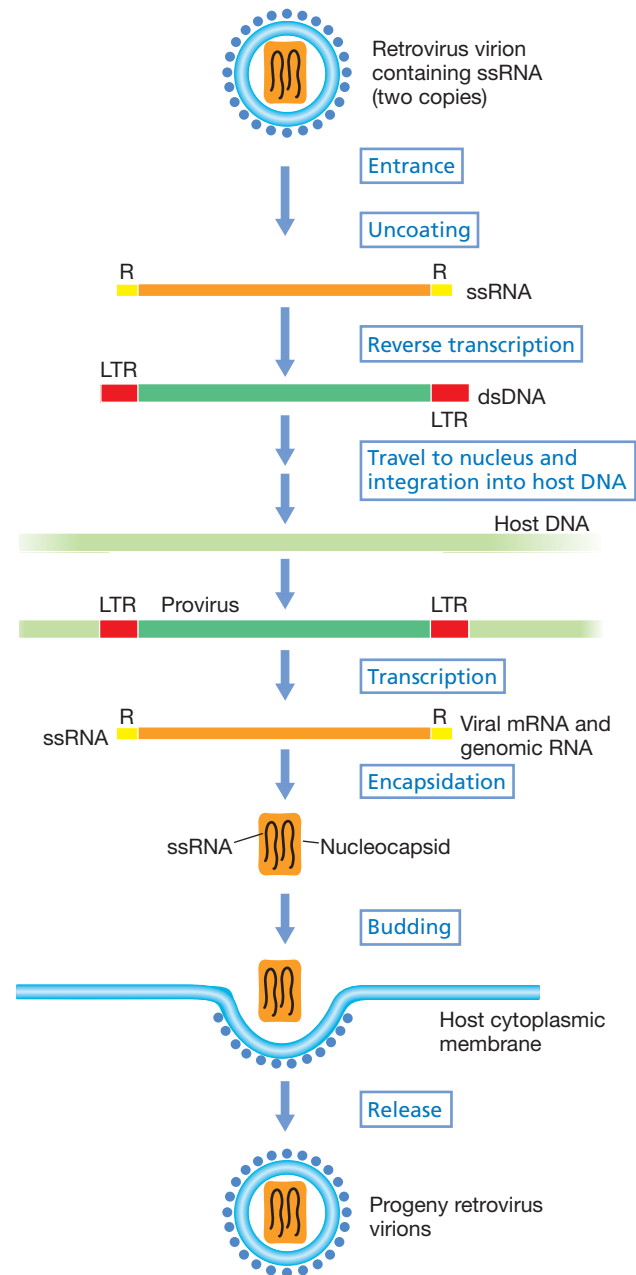 Retrovirus virion
containing ssRNA
(two copies)
Entrance
Uncoating
R R
ssRNA
Reverse transcription
LTR
dsDNA
LTR
Travel to nucleus and
integration into host DNA
Host DNA
LTR Provirus LTR
Transcription
R R
ssRNA
Viral mRNA and
genomic RNA
Encapsidation
ssRNA Nucleocapsid
Budding
Host cytoplasmic
membrane
Release
Progeny retrovirus
virions